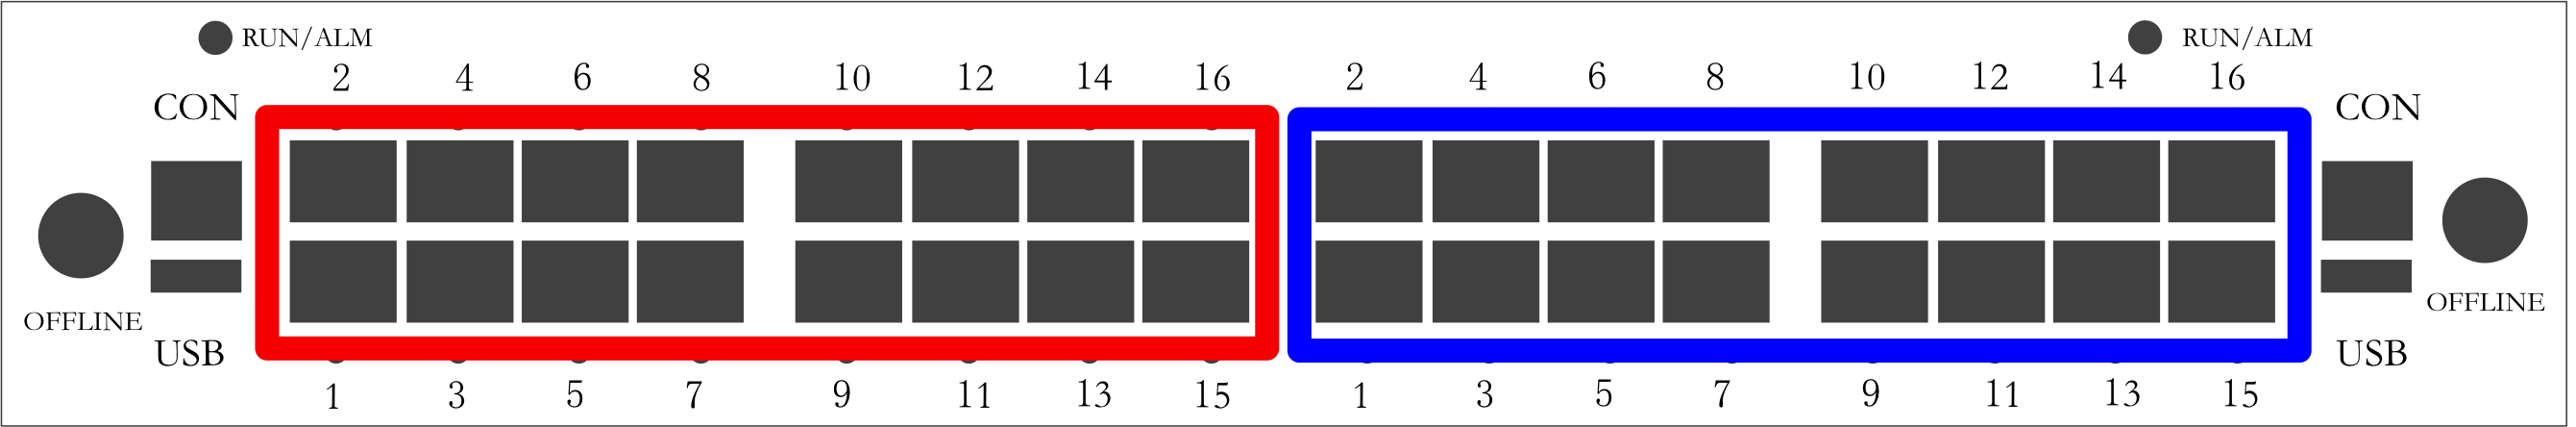 RUN/ALM RUN/ALM
2 4 6 8 10 12 14 16 2 4 6 8 10 12 14 16
CON CON
OFFLINE OFFLINE
USB USB
1 3 5 7 9 11 13 15 1 3 5 7 9 11 13 15